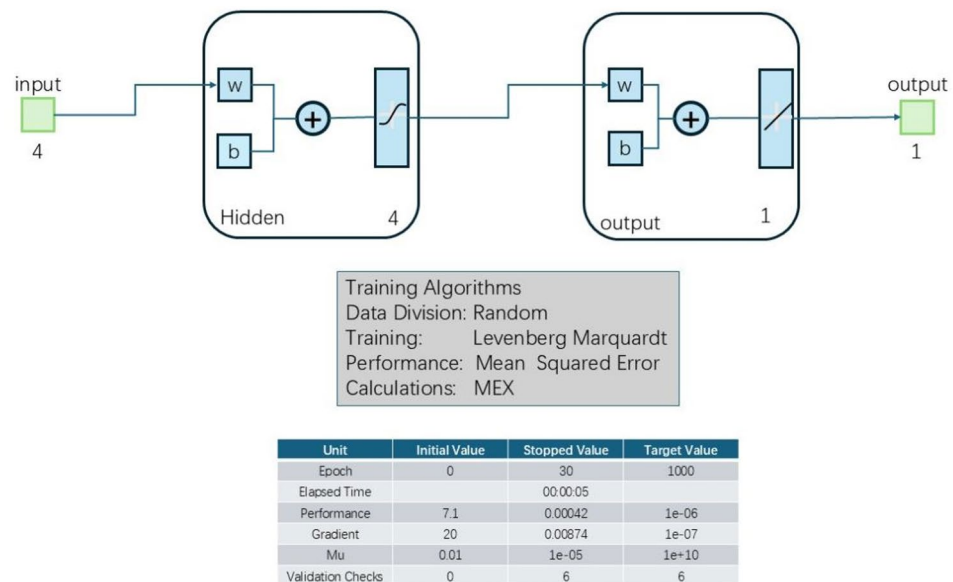 input
4
w
b
+
Hidden
4
w
b
+
output
1
output
1
Training Algorithms
Data Division: Random
Training: Levenberg Marquardt
Performance: Mean Squared Error
Calculations: MEX
Unit Initial Value Stopped Value Target Value
Epoch 0 30 1000
Elapsed Time 00:00:05
Performance 7.1 0.00042 1e-06
Gradient 20 0.00874 1e-07
Mu 0.01 1e-05 1e+10
Validation Checks 0 6 6